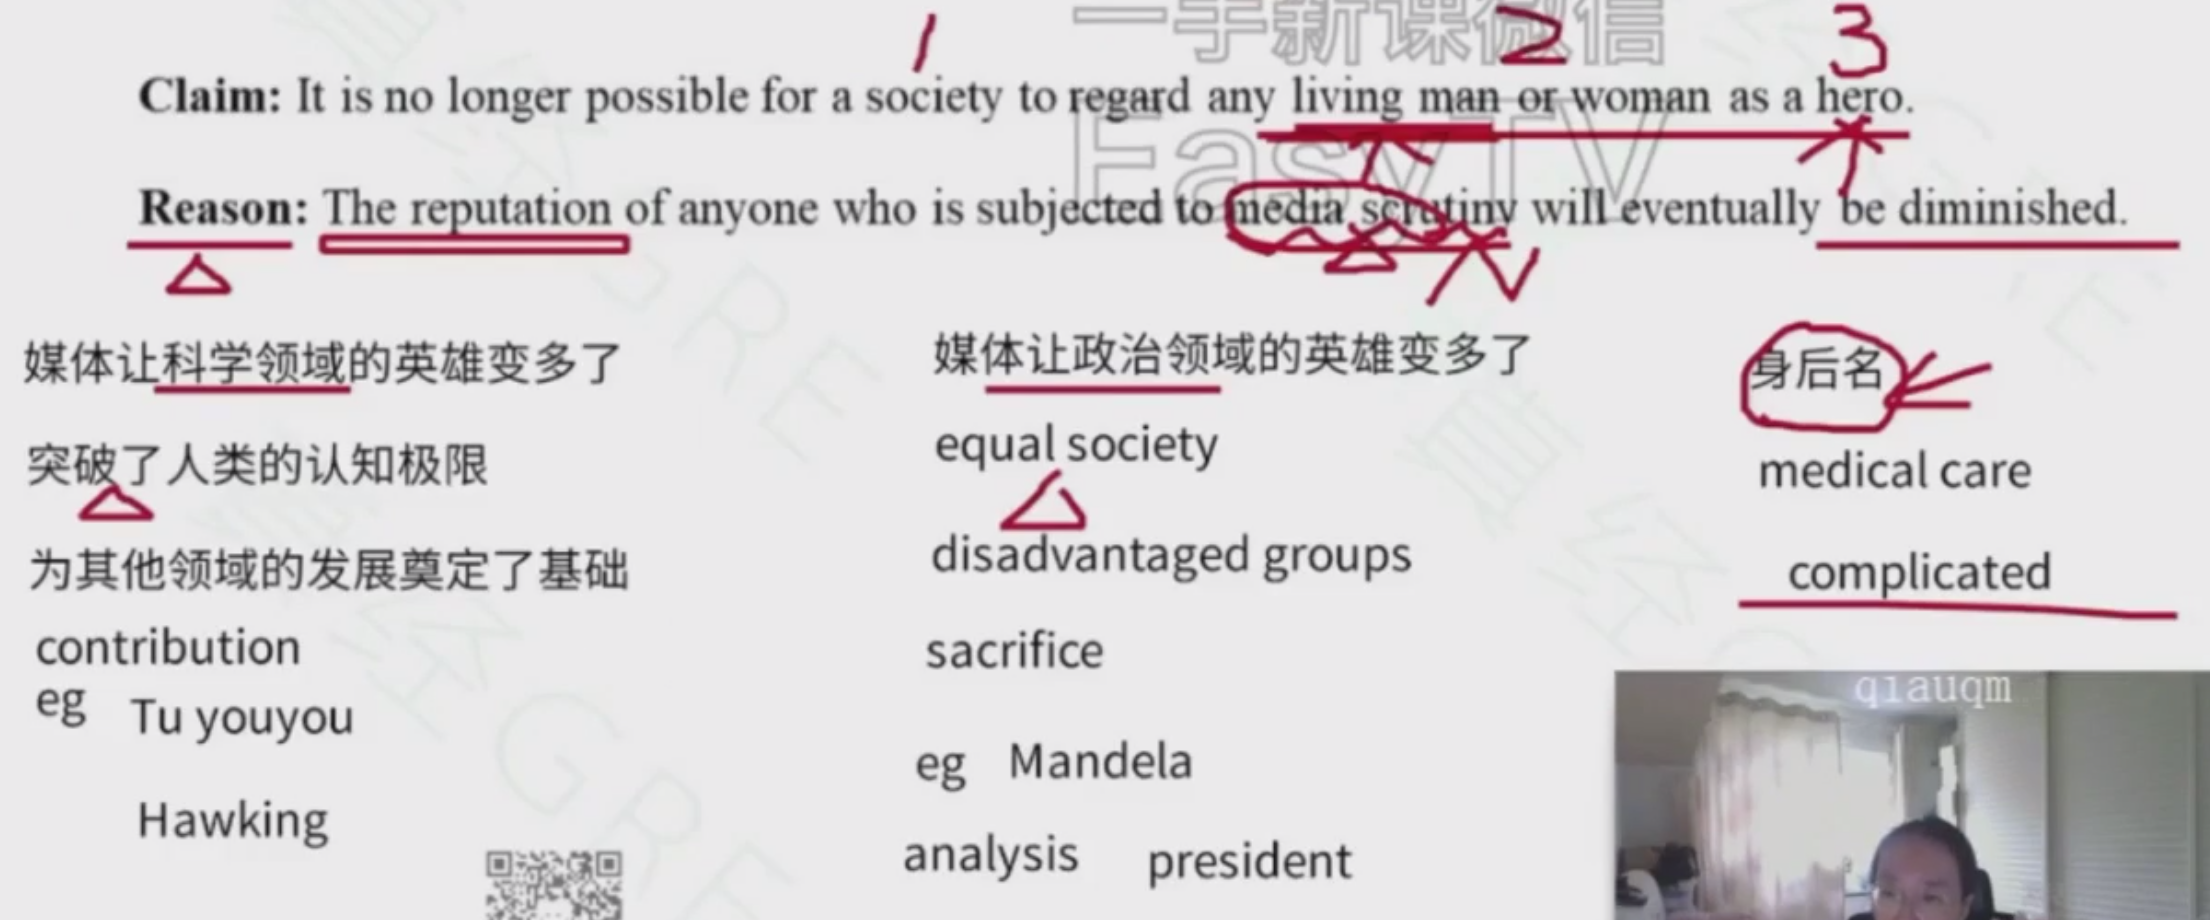 一手新课微信
1 2 3
Claim: It is no longer possible for a society to regard any living man or woman as a hero.
EasyTV
Reason: The reputation of anyone who is subjected to media scrutiny will eventually be diminished.
媒体让科学领域的英雄变多了
突破了人类的认知极限
为其他领域的发展奠定了基础
contribution
eg Tu youyou
Hawking
媒体让政治领域的英雄变多了
equal society
disadvantaged groups
sacrifice
eg Mandela
analysis president
身后名
medical care
complicated
qiauqm